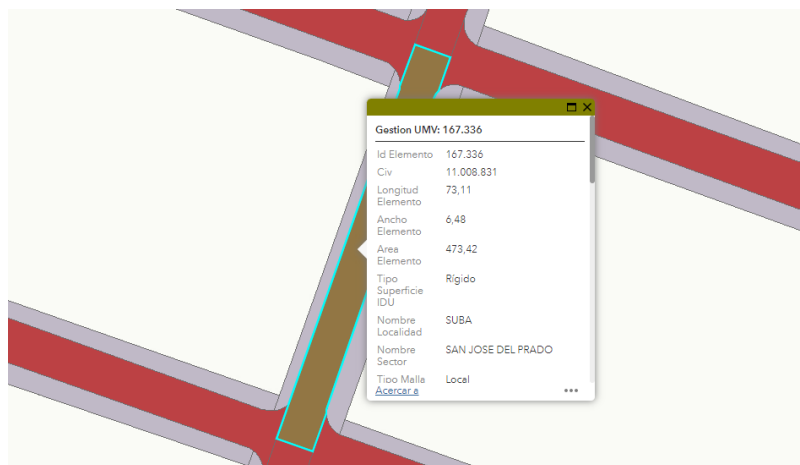 Gestion UMV: 167.336
Id Elemento 167.336
Civ 11.008.831
Longitud 73,11
Elemento
Ancho 6,48
Elemento
Area 473,42
Elemento
Tipo Rígido
Superficie
IDU
Nombre SUBA
Localidad
Nombre SAN JOSE DEL PRADO
Sector
Tipo Malla Local
Acercar a